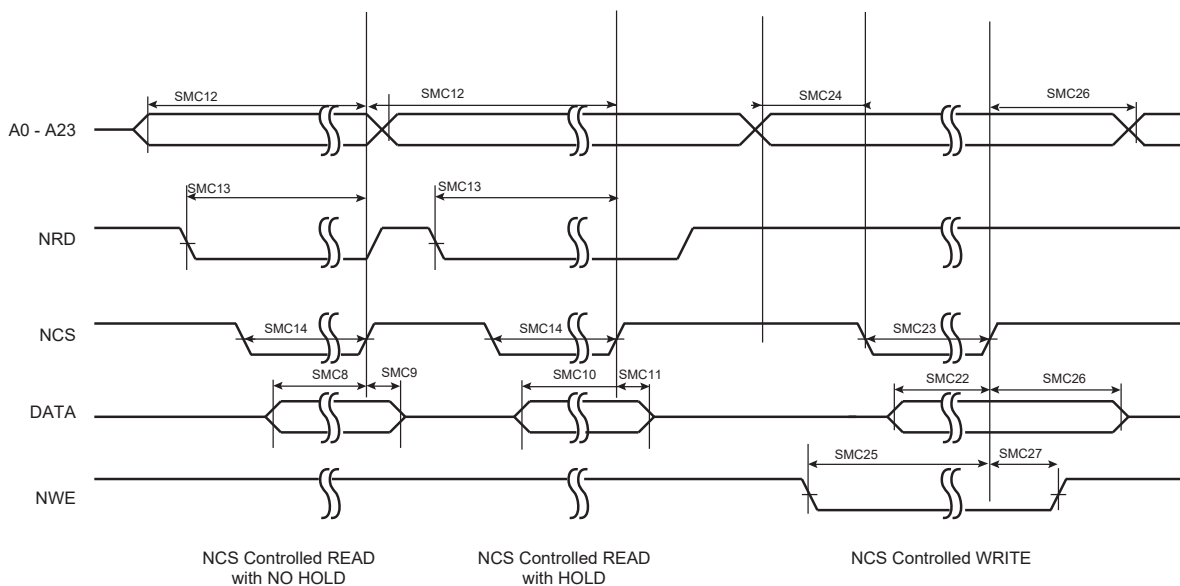 SMC12
SMC12
SMC24
SMC26
A0 - A23
SMC13
SMC13
NRD
NCS
SMC14
SMC14
SMC23
SMC8
SMC9
SMC10
SMC11
SMC22
SMC26
DATA
SMC25
SMC27
NWE
NCS Controlled READ
with NO HOLD
NCS Controlled READ
with HOLD
NCS Controlled WRITE